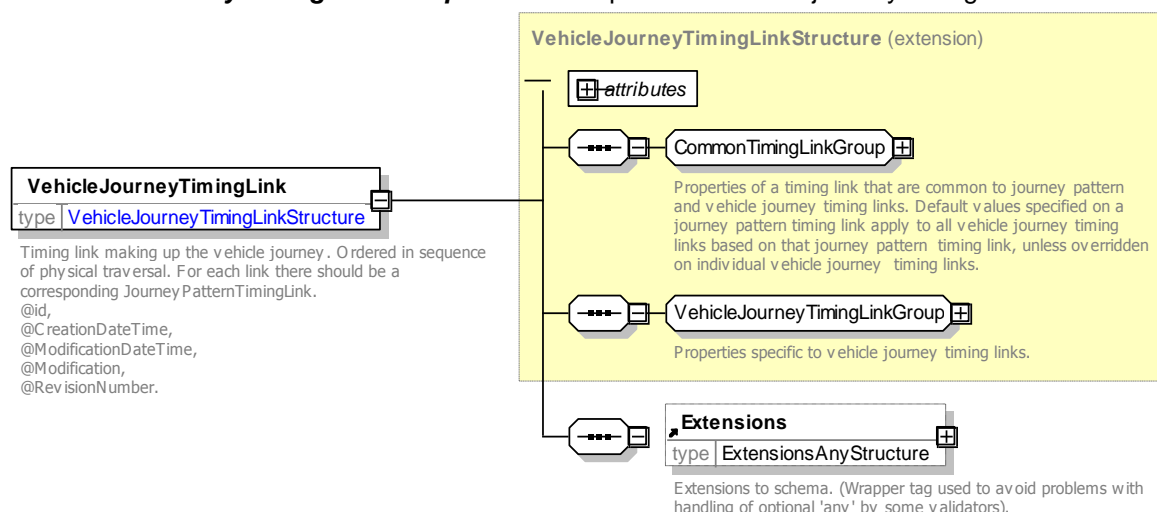 VehicleJourneyTimingLinkStructure (extension)
attributes
CommonTimingLinkGroup
Properties of a timing link that are common to journey pattern
and vehicle journey timing links. Default values specified on a
journey pattern timing link apply to all vehicle journey timing
links based on that journey pattern timing link, unless overridden
on individual vehicle journey timing links.
VehicleJourneyTimingLink
type VehicleJourneyTimingLinkStructure
Timing link making up the vehicle journey. Ordered in sequence
of physical traversal. For each link there should be a
corresponding JourneyPatternTimingLink.
@id,
@CreationDateTime,
@ModificationDateTime,
@Modification,
@RevisionNumber.
VehicleJourneyTimingLinkGroup
Properties specific to vehicle journey timing links.
Extensions
type ExtensionsAnyStructure
Extensions to schema. (Wrapper tag used to avoid problems with
handling of optional 'any' by some validators).